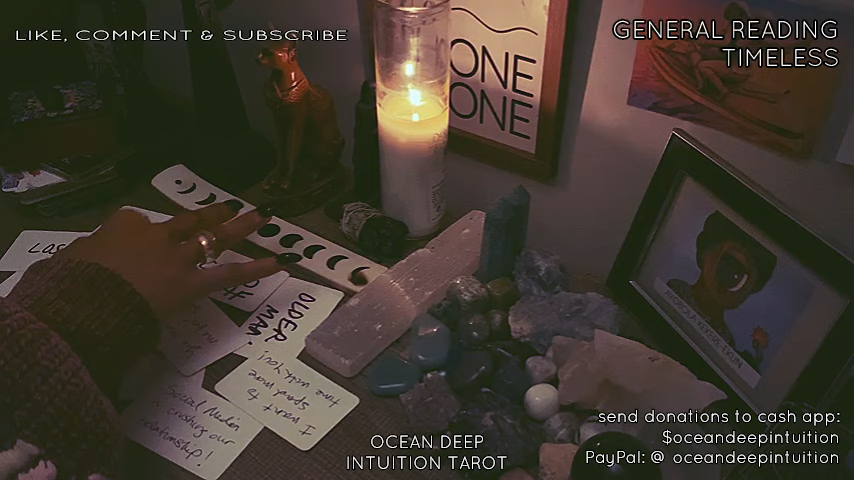 LIKE, COMMENT & SUBSCRIBE
GENERAL READING
TIMELESS
ONE
ONE
OLDER
MAN.
I want to
spend more
time with You!
Social Media
is crushing our
relationship!
OCEAN DEEP
INTUITION TAROT
send donations to cash app:
$oceandeepintuition
PayPal: @ oceandeepintuition